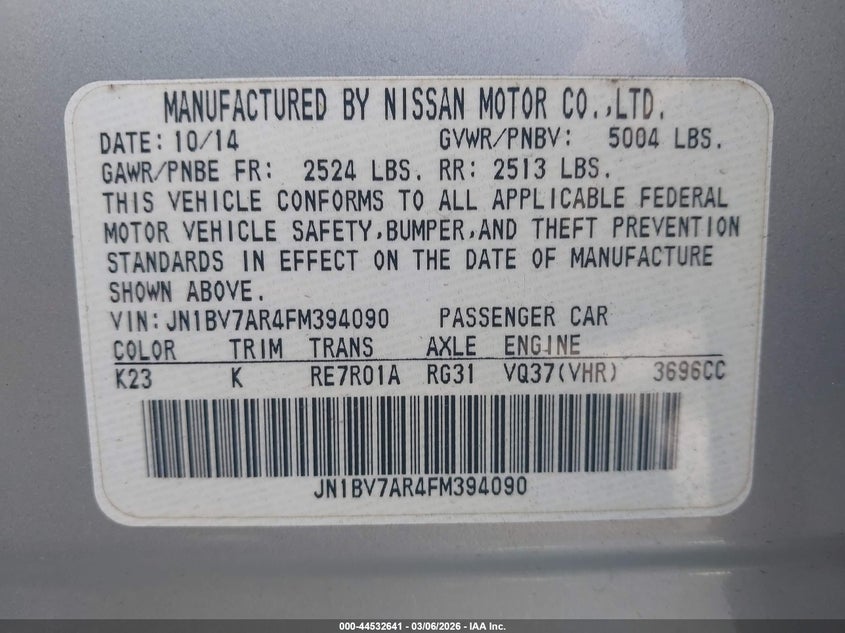 MANUFACTURED BY NISSAN MOTOR CO.,LTD.
DATE: 10/14 GVWR/PNBV: 5004 LBS.
GAWR/PNBE FR: 2524 LBS. RR: 2513 LBS.
THIS VEHICLE CONFORMS TO ALL APPLICABLE FEDERAL
MOTOR VEHICLE SAFETY,BUMPER,AND THEFT PREVENTION
STANDARDS IN EFFECT ON THE DATE OF MANUFACTURE
SHOWN ABOVE.
VIN: JN1BV7AR4FM394090 PASSENGER CAR
COLOR TRIM TRANS AXLE ENGINE
K23 K RE7R01A RG31 VQ37(VHR) 3696CC
JN1BV7AR4FM394090
000-44532641 - 03/06/2026 - IAA Inc.